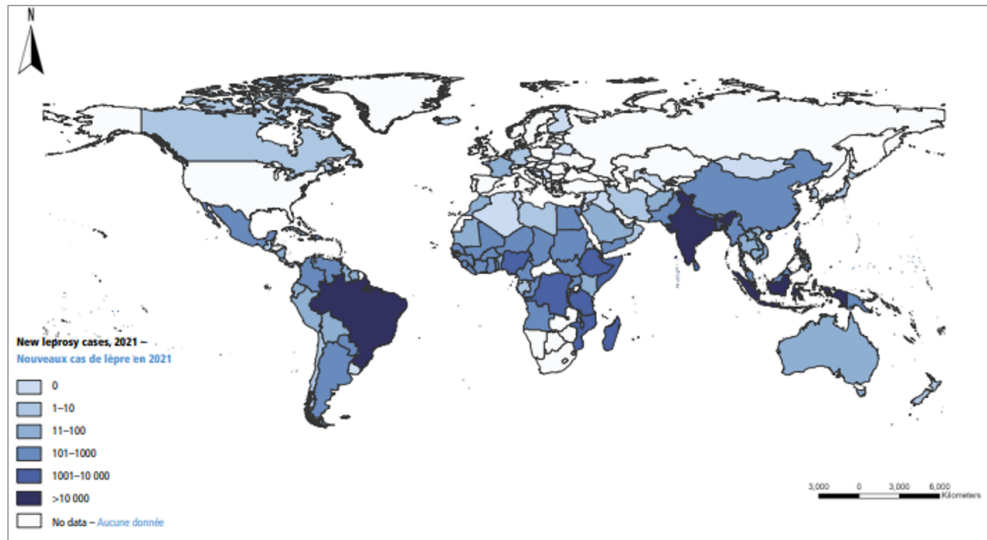 N
New leprosy cases, 2021 –
Nouveaux cas de lèpre en 2021
0
1–10
11–100
101–1000
1001–10 000
>10 000
No data – Aucune donnée
3,000 0 3,000 6,000
Kilometers